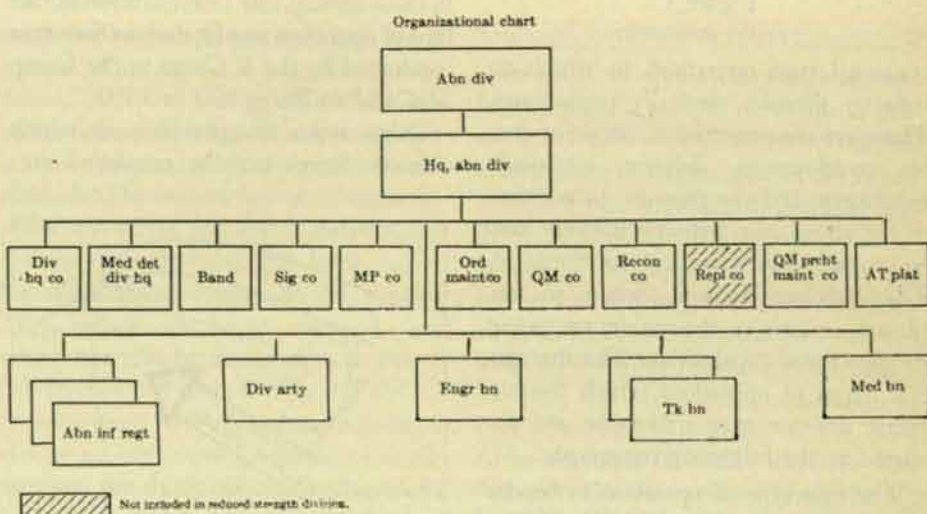 Organizational chart
Abn div
Hq, abn div
Div
hq co
Med det
div hq
Band
Sig co
MP co
Ord
maint co
QM co
Recon
co
Repl co
QM prcht
maint co
AT plat
Abn inf regt
Div arty
Engr bn
Tk bn
Med bn
Not included in reduced strength division.